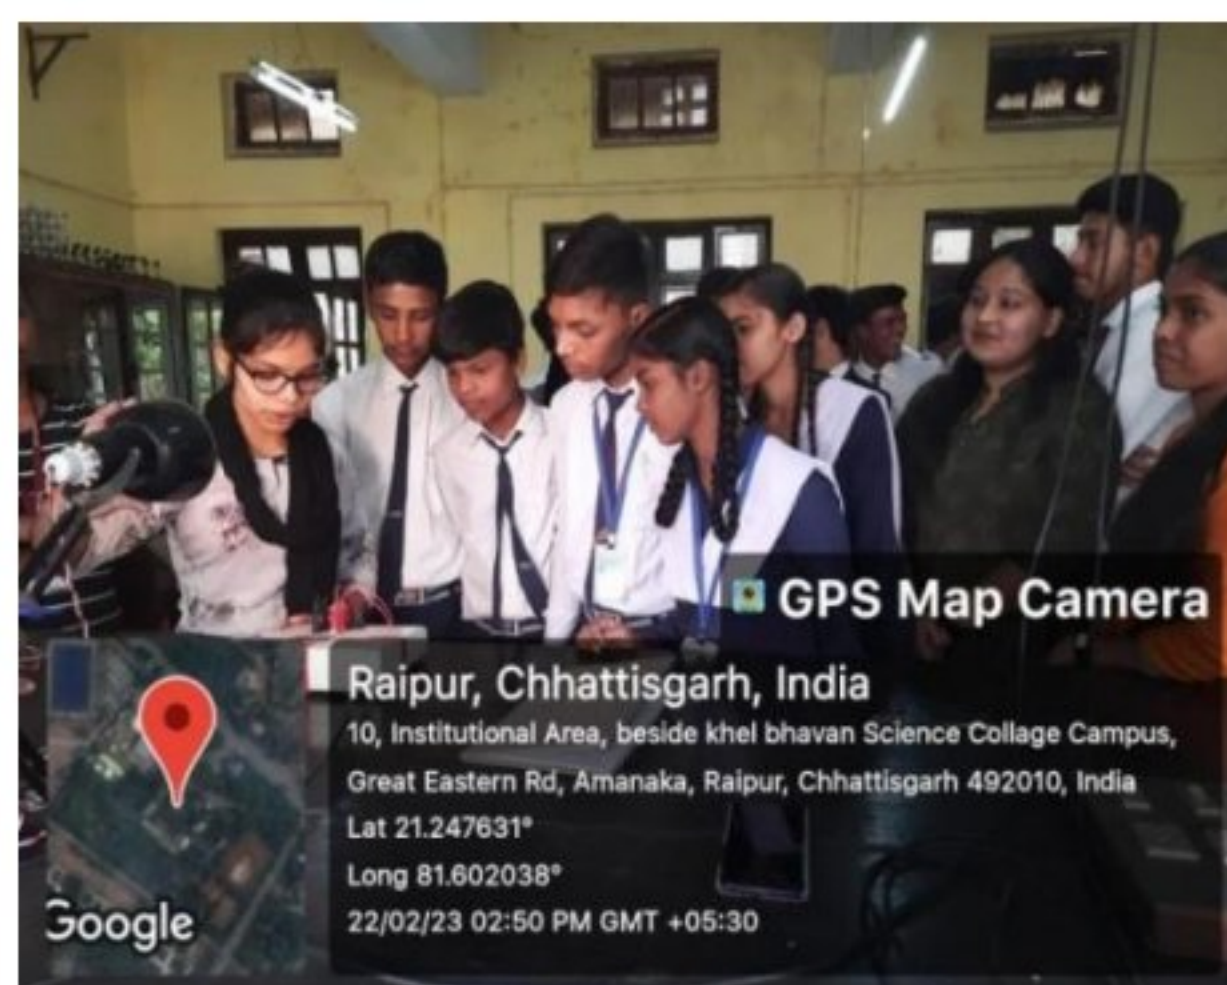 GPS Map Camera
Raipur, Chhattisgarh, India
10, Institutional Area, beside khel bhavan Science Collage Campus,
Great Eastern Rd, Amanaka, Raipur, Chhattisgarh 492010, India
Lat 21.247631°
Long 81.602038°
22/02/23 02:50 PM GMT +05:30
Google